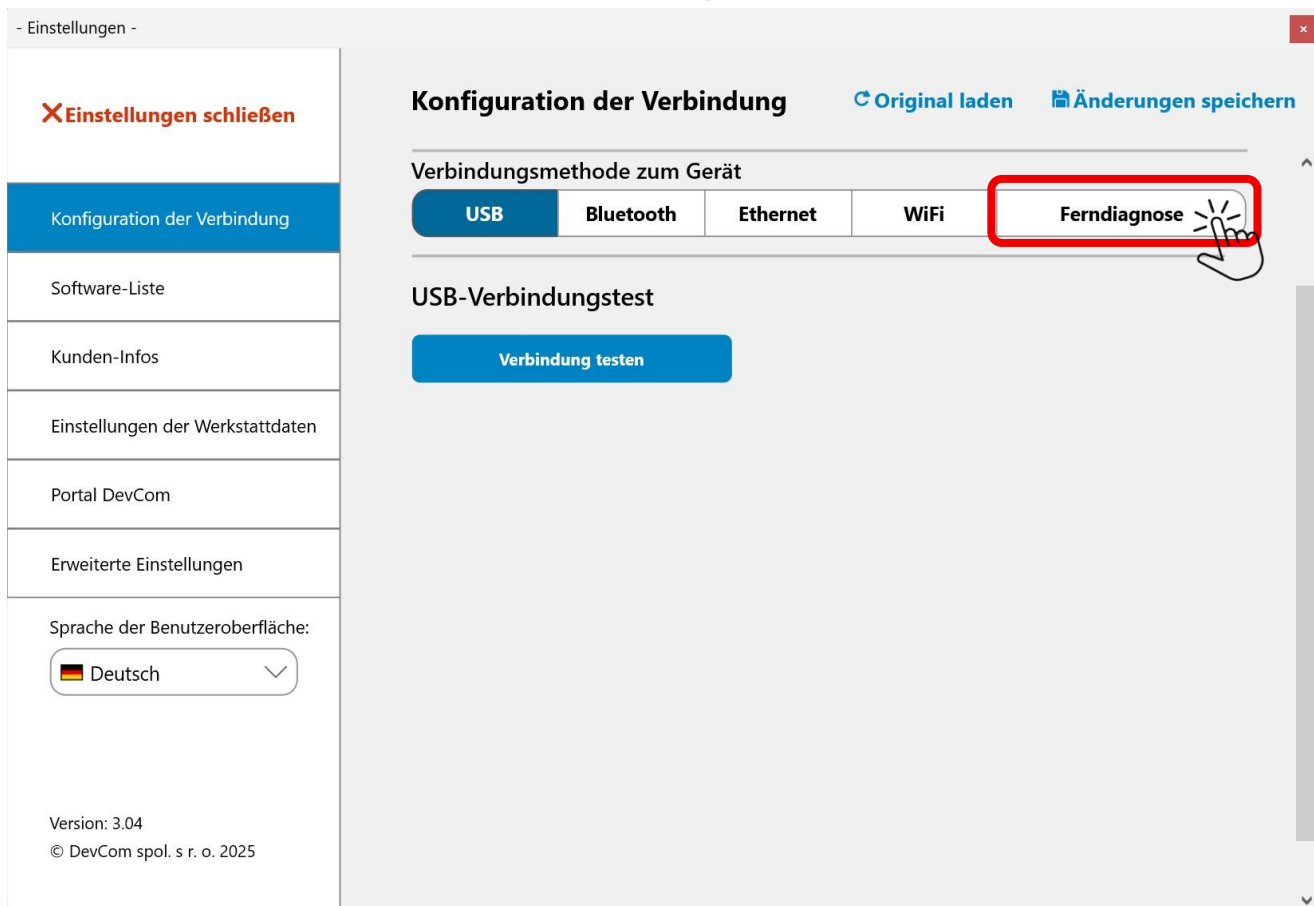 - Einstellungen -
x
Einstellungen schließen
Konfiguration der Verbindung
Software-Liste
Kunden-Infos
Einstellungen der Werkstattdaten
Portal DevCom
Erweiterte Einstellungen
Sprache der Benutzeroberfläche:
Deutsch
Version: 3.04
© DevCom spol. s r. o. 2025
Konfiguration der Verbindung
Original laden
Änderungen speichern
Verbindungsmethode zum Gerät
USB Bluetooth Ethernet WiFi Ferndiagnose
USB-Verbindungstest
Verbindung testen